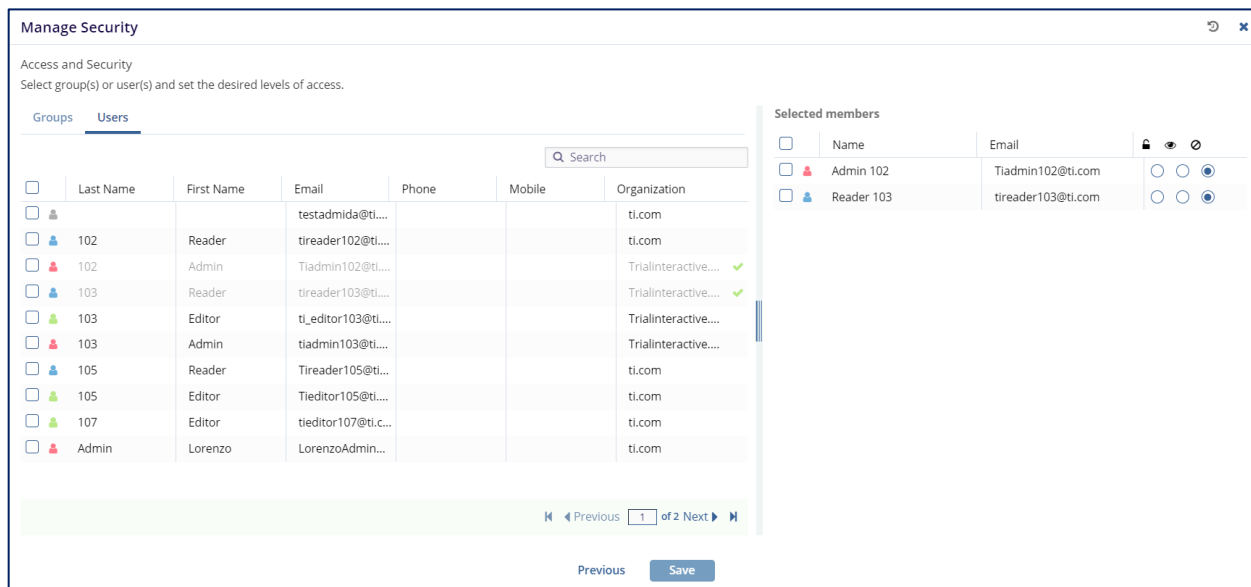 Manage Security
Access and Security
Select group(s) or user(s) and set the desired levels of access.
Groups Users
Search
Last Name First Name Email Phone Mobile Organization
testadmida@ti.... ti.com
102 Reader tireader102@ti.... ti.com
102 Admin Tiadmin102@ti.... Trialinteractive....
103 Reader tireader103@ti.... Trialinteractive....
103 Editor ti_editor103@ti.... Trialinteractive....
103 Admin tiadmin103@ti.... Trialinteractive....
105 Reader Tireader105@ti.... ti.com
105 Editor Tieditor105@ti.... ti.com
107 Editor tieditor107@ti.c... ti.com
Admin Lorenzo LorenzoAdmin... ti.com
Previous 1 of 2 Next
Selected members
Name Email
Admin 102 Tiadmin102@ti.com
Reader 103 tireader103@ti.com
Previous Save